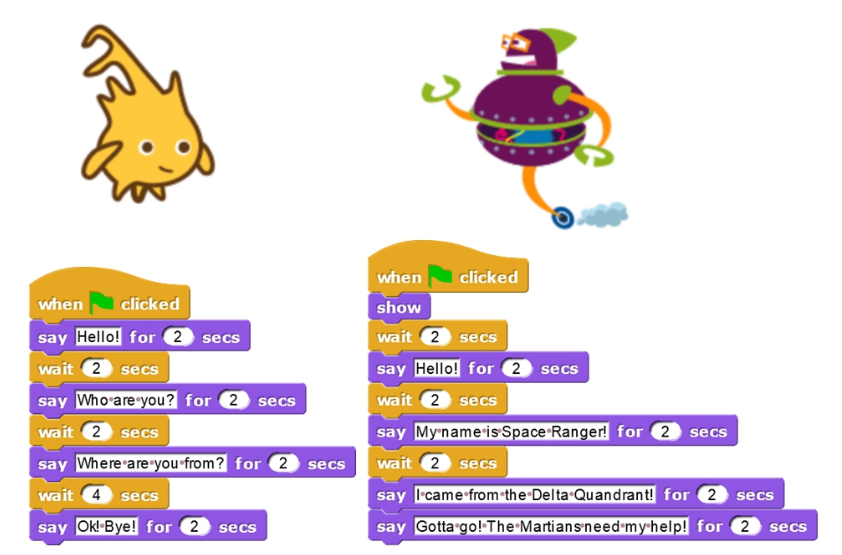 when clicked
say Hello! for 2 secs
wait 2 secs
say Who are you? for 2 secs
wait 2 secs
say Where are you from? for 2 secs
wait 4 secs
say Ok! Bye! for 2 secs
when clicked
show
wait 2 secs
say Hello! for 2 secs
wait 2 secs
say My name is Space Ranger! for 2 secs
wait 2 secs
say I came from the Delta Quandrant! for 2 secs
say Gotta go! The Martians need my help! for 2 secs